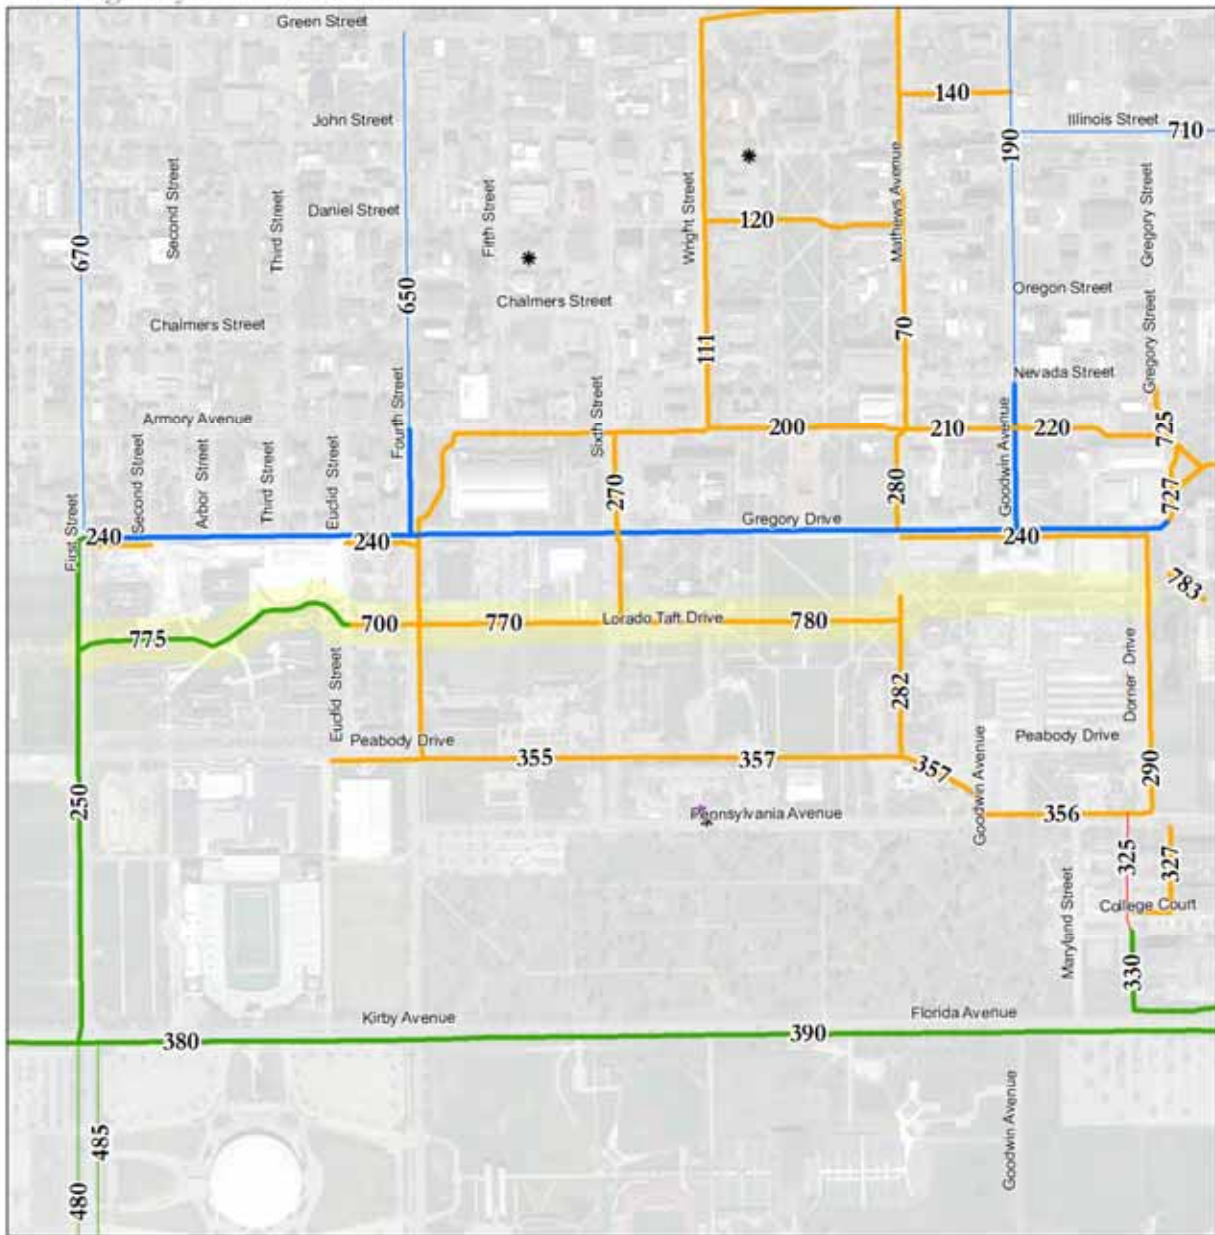 Green Street
John Street
140
Illinois Street
710
190
Second Street
Third Street
Daniel Street
Fifth Street
Wright Street
120
Mathews Avenue
Gregory Street
670
650
Chalmers Street
Oregon Street
Chalmers Street
111
70
Gregory Street
Nevada Street
Armory Avenue
Fourth Street
Sixth Street
200
210
Goodwin Avenue
220
725
Second Street
Arbor Street
Third Street
Euclid Street
270
280
727
First Street
240
240
Gregory Drive
240
783
775
700
770
Lorado Taft Drive
780
Euclid Street
282
Dorner Drive
Peabody Drive
355
357
357
Goodwin Avenue
Peabody Drive
290
250
Pennsylvania Avenue
356
325
327
Maryland Street
College Court
330
380
Kirby Avenue
390
Florida Avenue
485
480
Goodwin Avenue